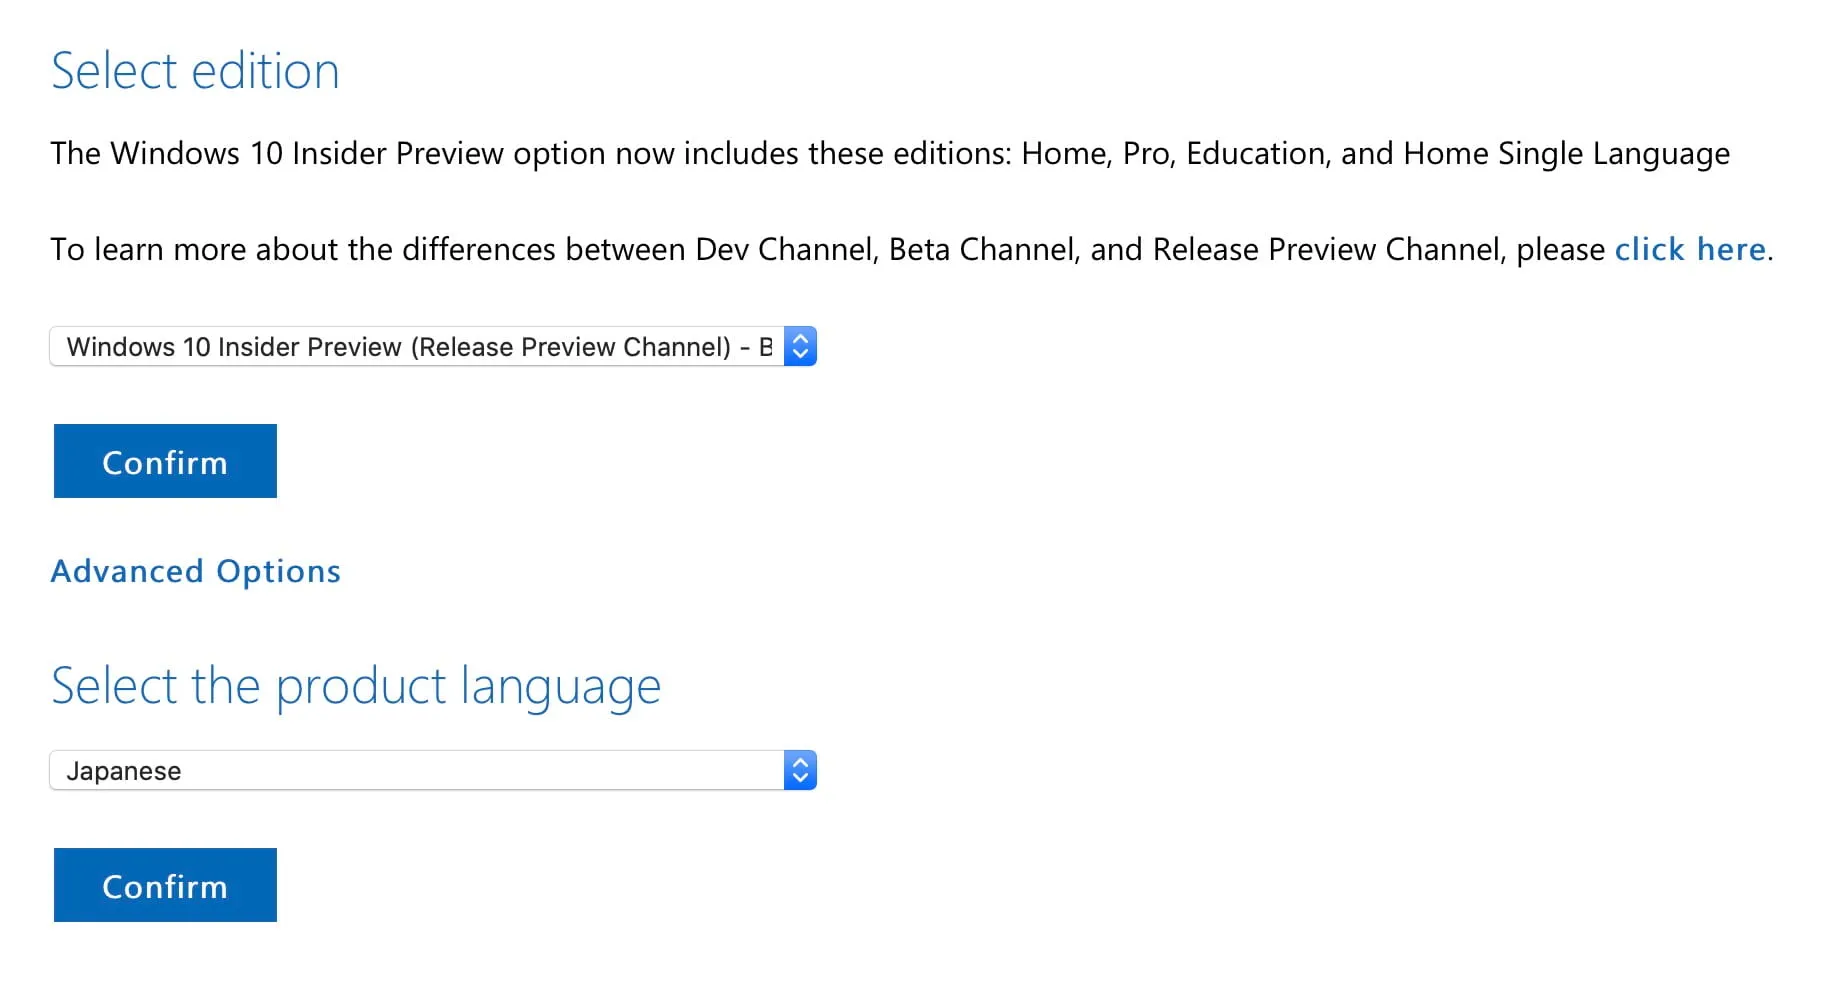 Select edition
The Windows 10 Insider Preview option now includes these editions: Home, Pro, Education, and Home Single Language
To learn more about the differences between Dev Channel, Beta Channel, and Release Preview Channel, please click here.
Windows 10 Insider Preview (Release Preview Channel) - B
Confirm
Advanced Options
Select the product language
Japanese
Confirm